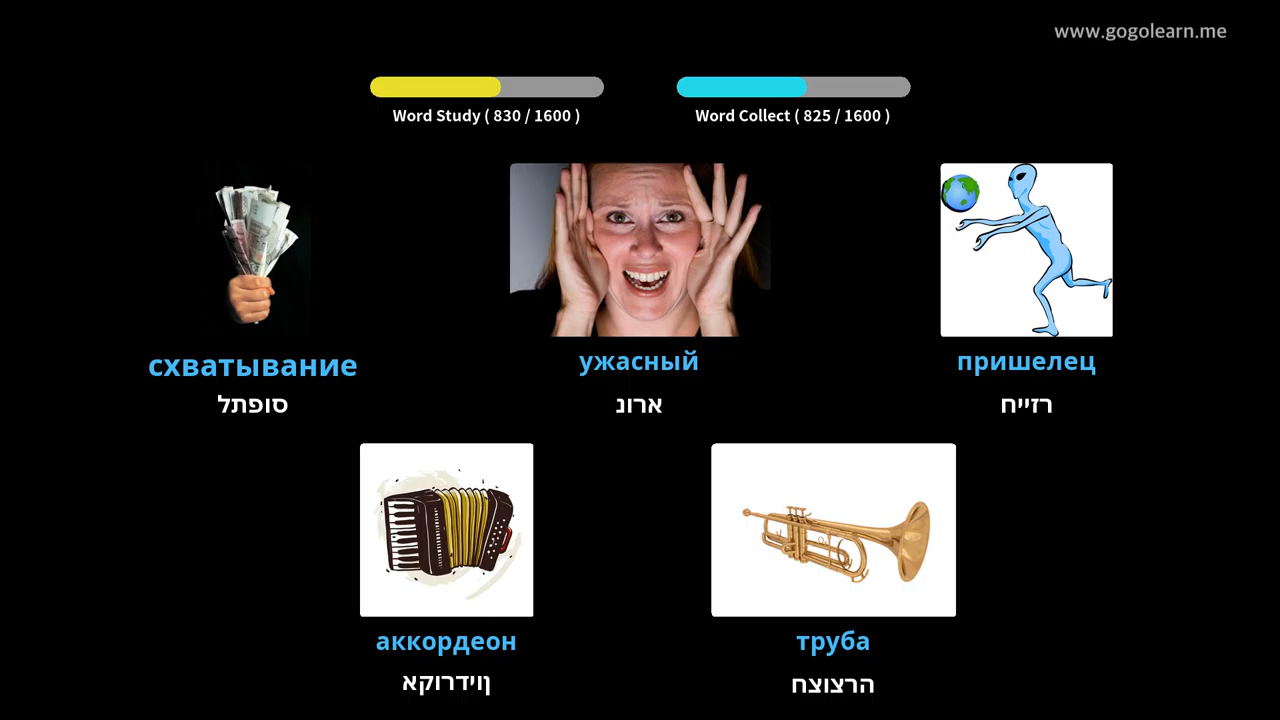 www.gogolearn.me
Word Study ( 830 / 1600 )
Word Collect ( 825 / 1600 )
схватывание
סופתל
ужасный
ארונ
пришелец
רזייח
аккордеон
ןוידרוקא
труба
הרצוצח